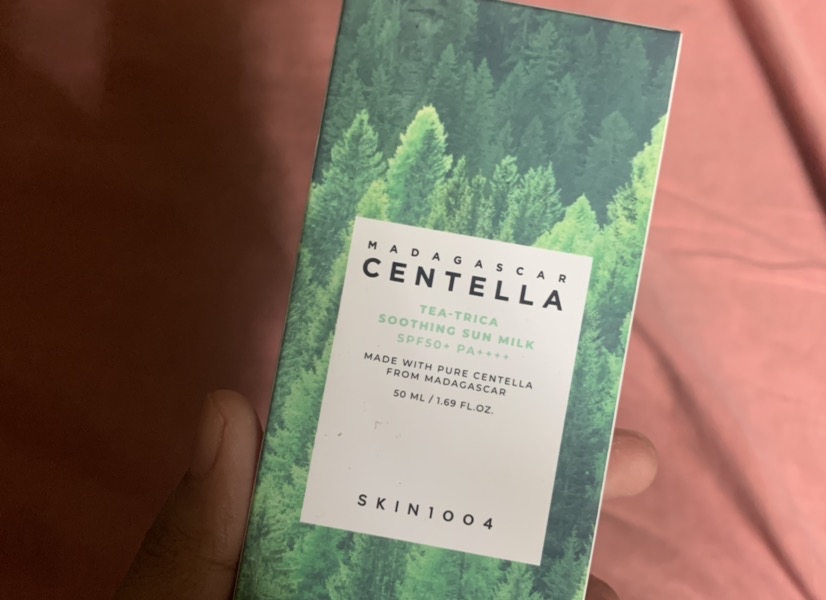 MADAGASCAR
CENTELLA
TEA-TRICA
SOOTHING SUN MILK
SPF50+ PA++++
MADE WITH PURE CENTELLA
FROM MADAGASCAR
50 ML / 1.69 FL.OZ.
SKIN1004